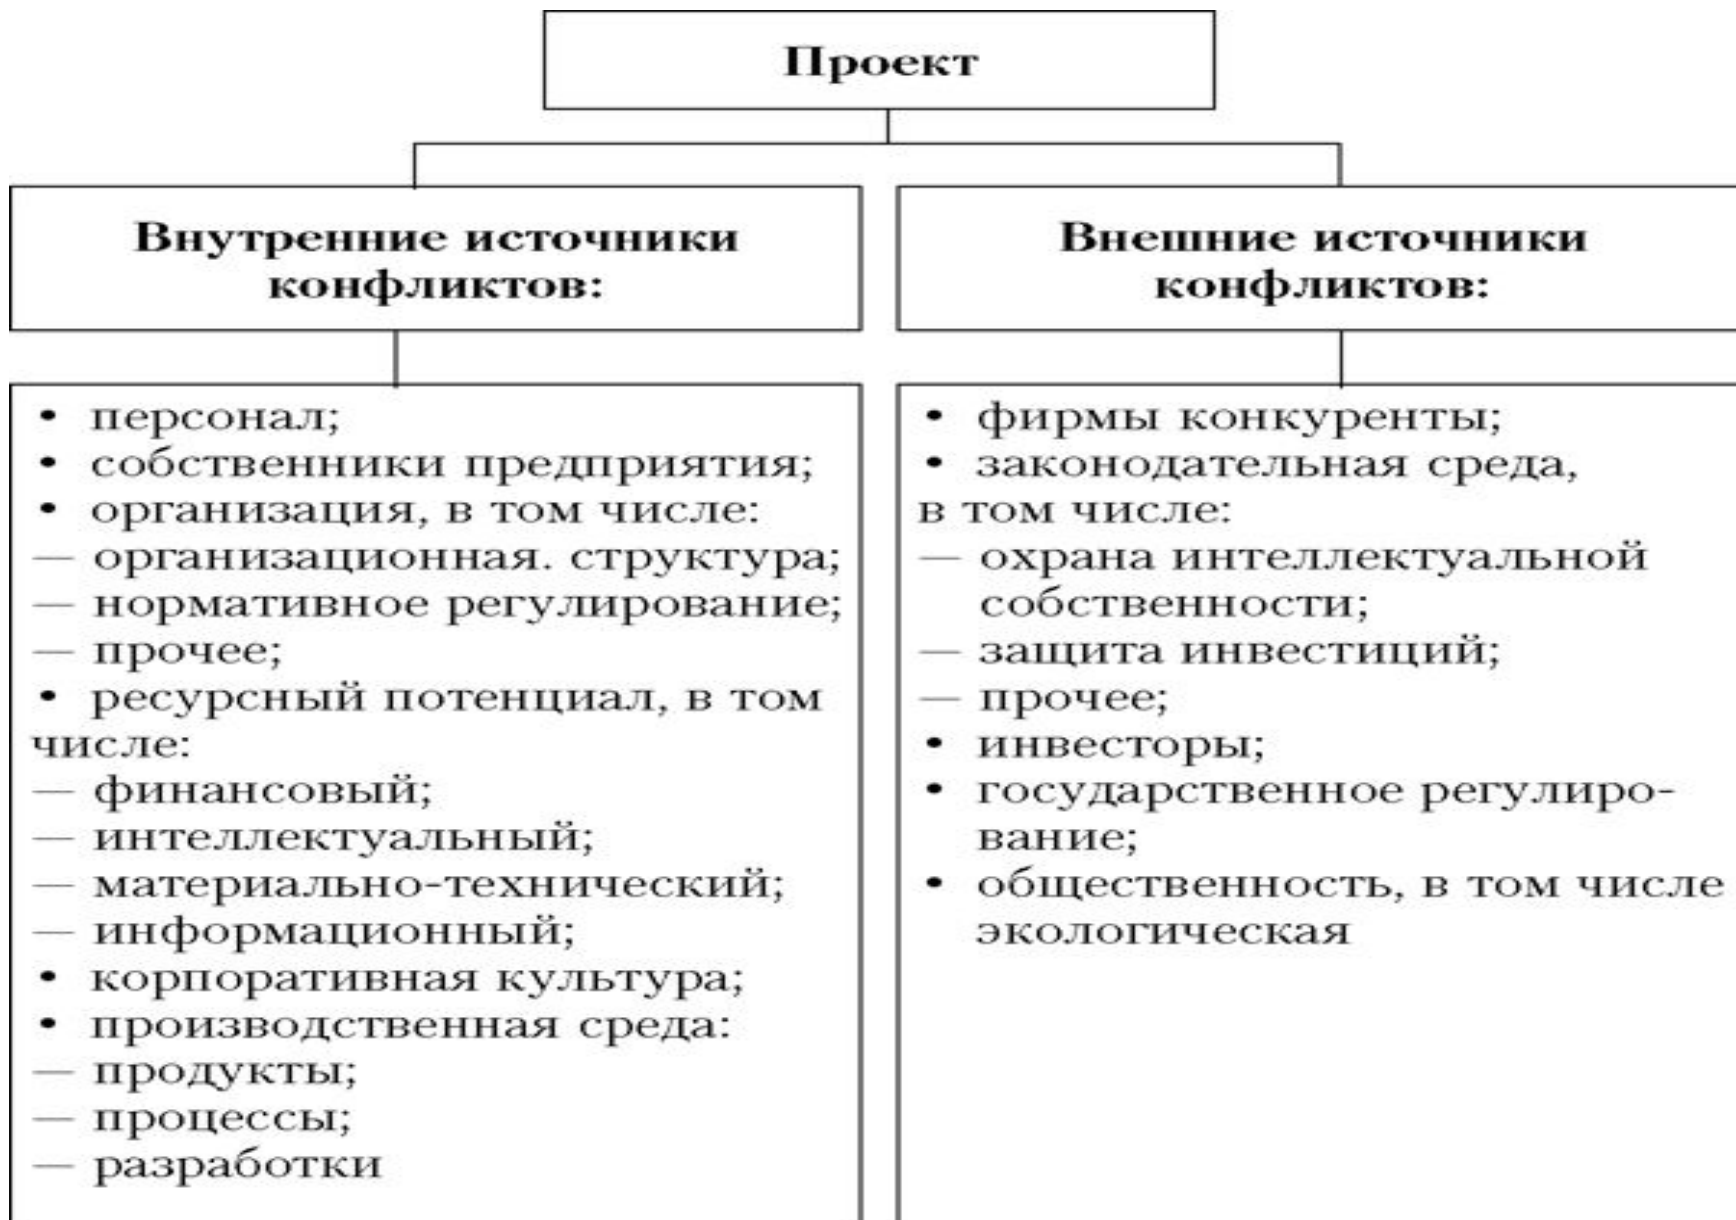 Проект
Внутренние источники
конфликтов:
• персонал;
• собственники предприятия;
• организация, в том числе:
— организационная. структура;
— нормативное регулирование;
— прочее;
• ресурсный потенциал, в том
числе:
— финансовый;
— интеллектуальный;
— материально-технический;
— информационный;
• корпоративная культура;
• производственная среда:
— продукты;
— процессы;
— разработки
Внешние источники
конфликтов:
• фирмы конкуренты;
• законодательная среда,
в том числе:
— охрана интеллектуальной
собственности;
— защита инвестиций;
— прочее;
• инвесторы;
• государственное регулиро-
вание;
• общественность, в том числе
экологическая